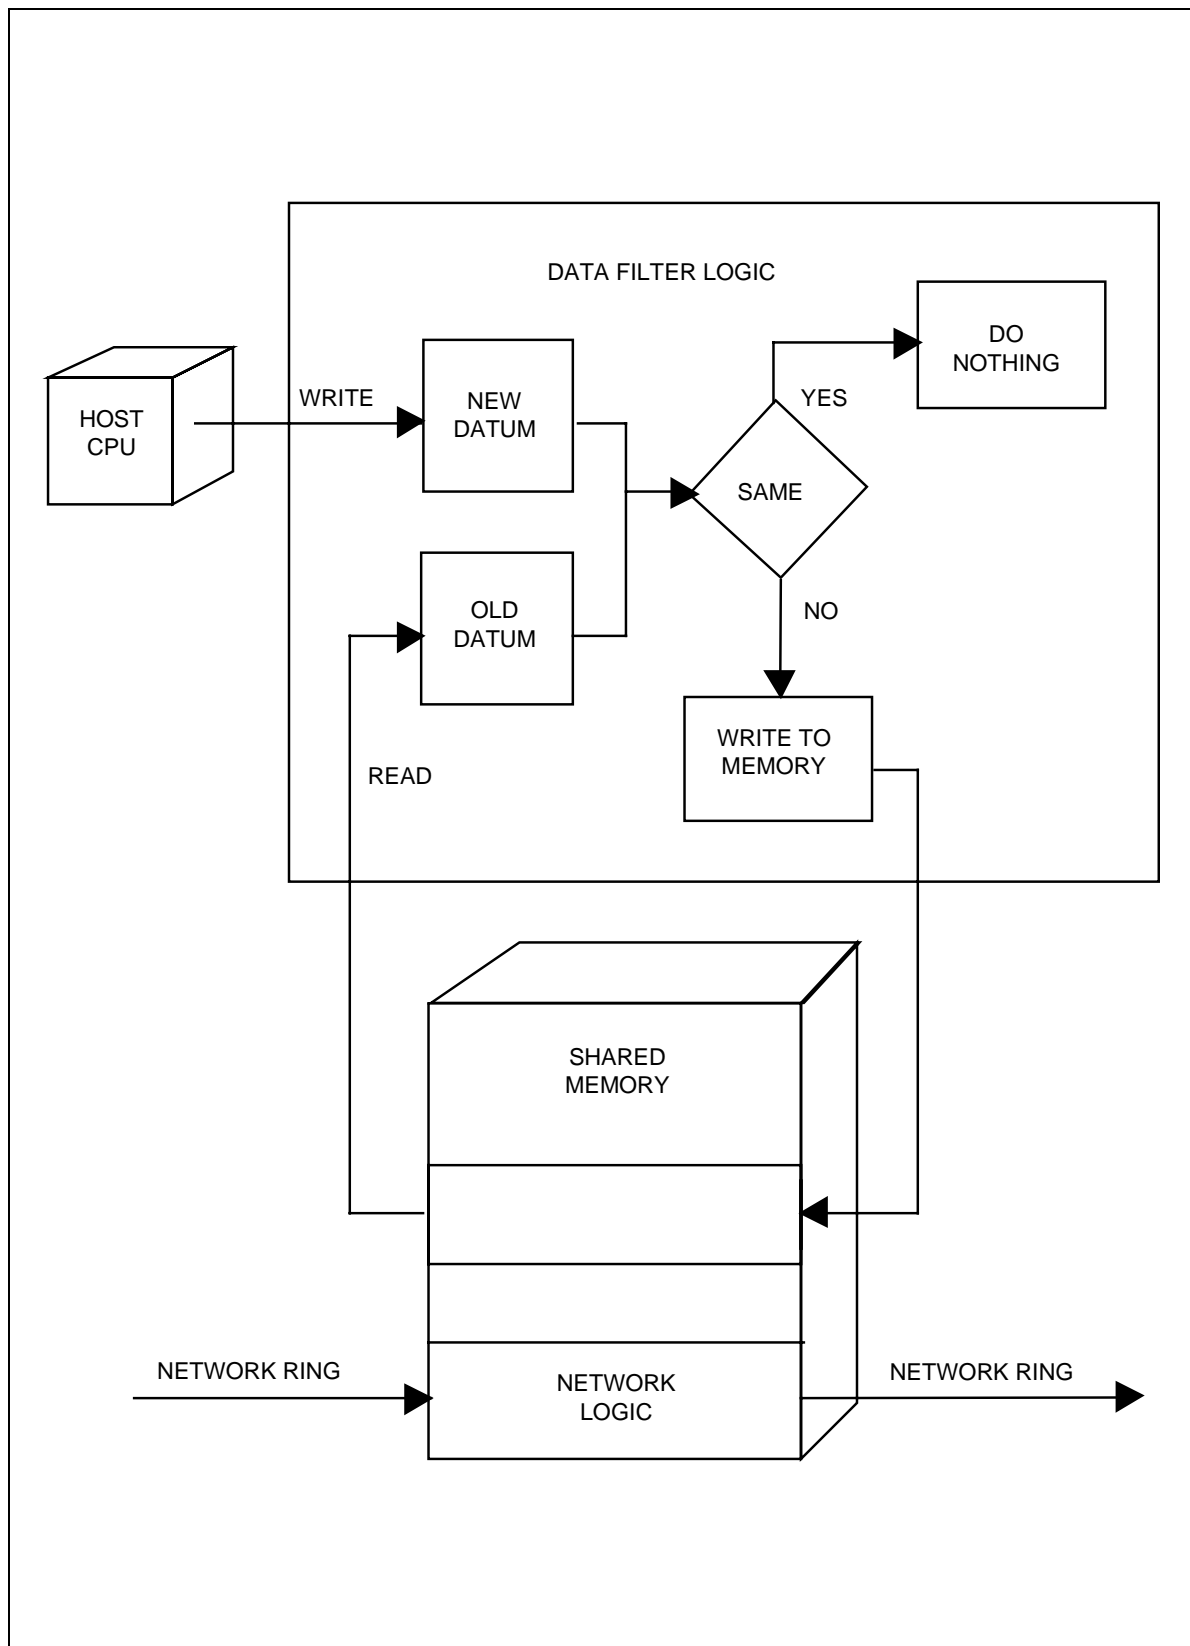 DATA FILTER LOGIC
DO
NOTHING
YES
WRITE
NEW
DATUM
HOST
CPU
SAME
OLD
DATUM
NO
WRITE TO
MEMORY
READ
SHARED
MEMORY
NETWORK RING
NETWORK
LOGIC
NETWORK RING